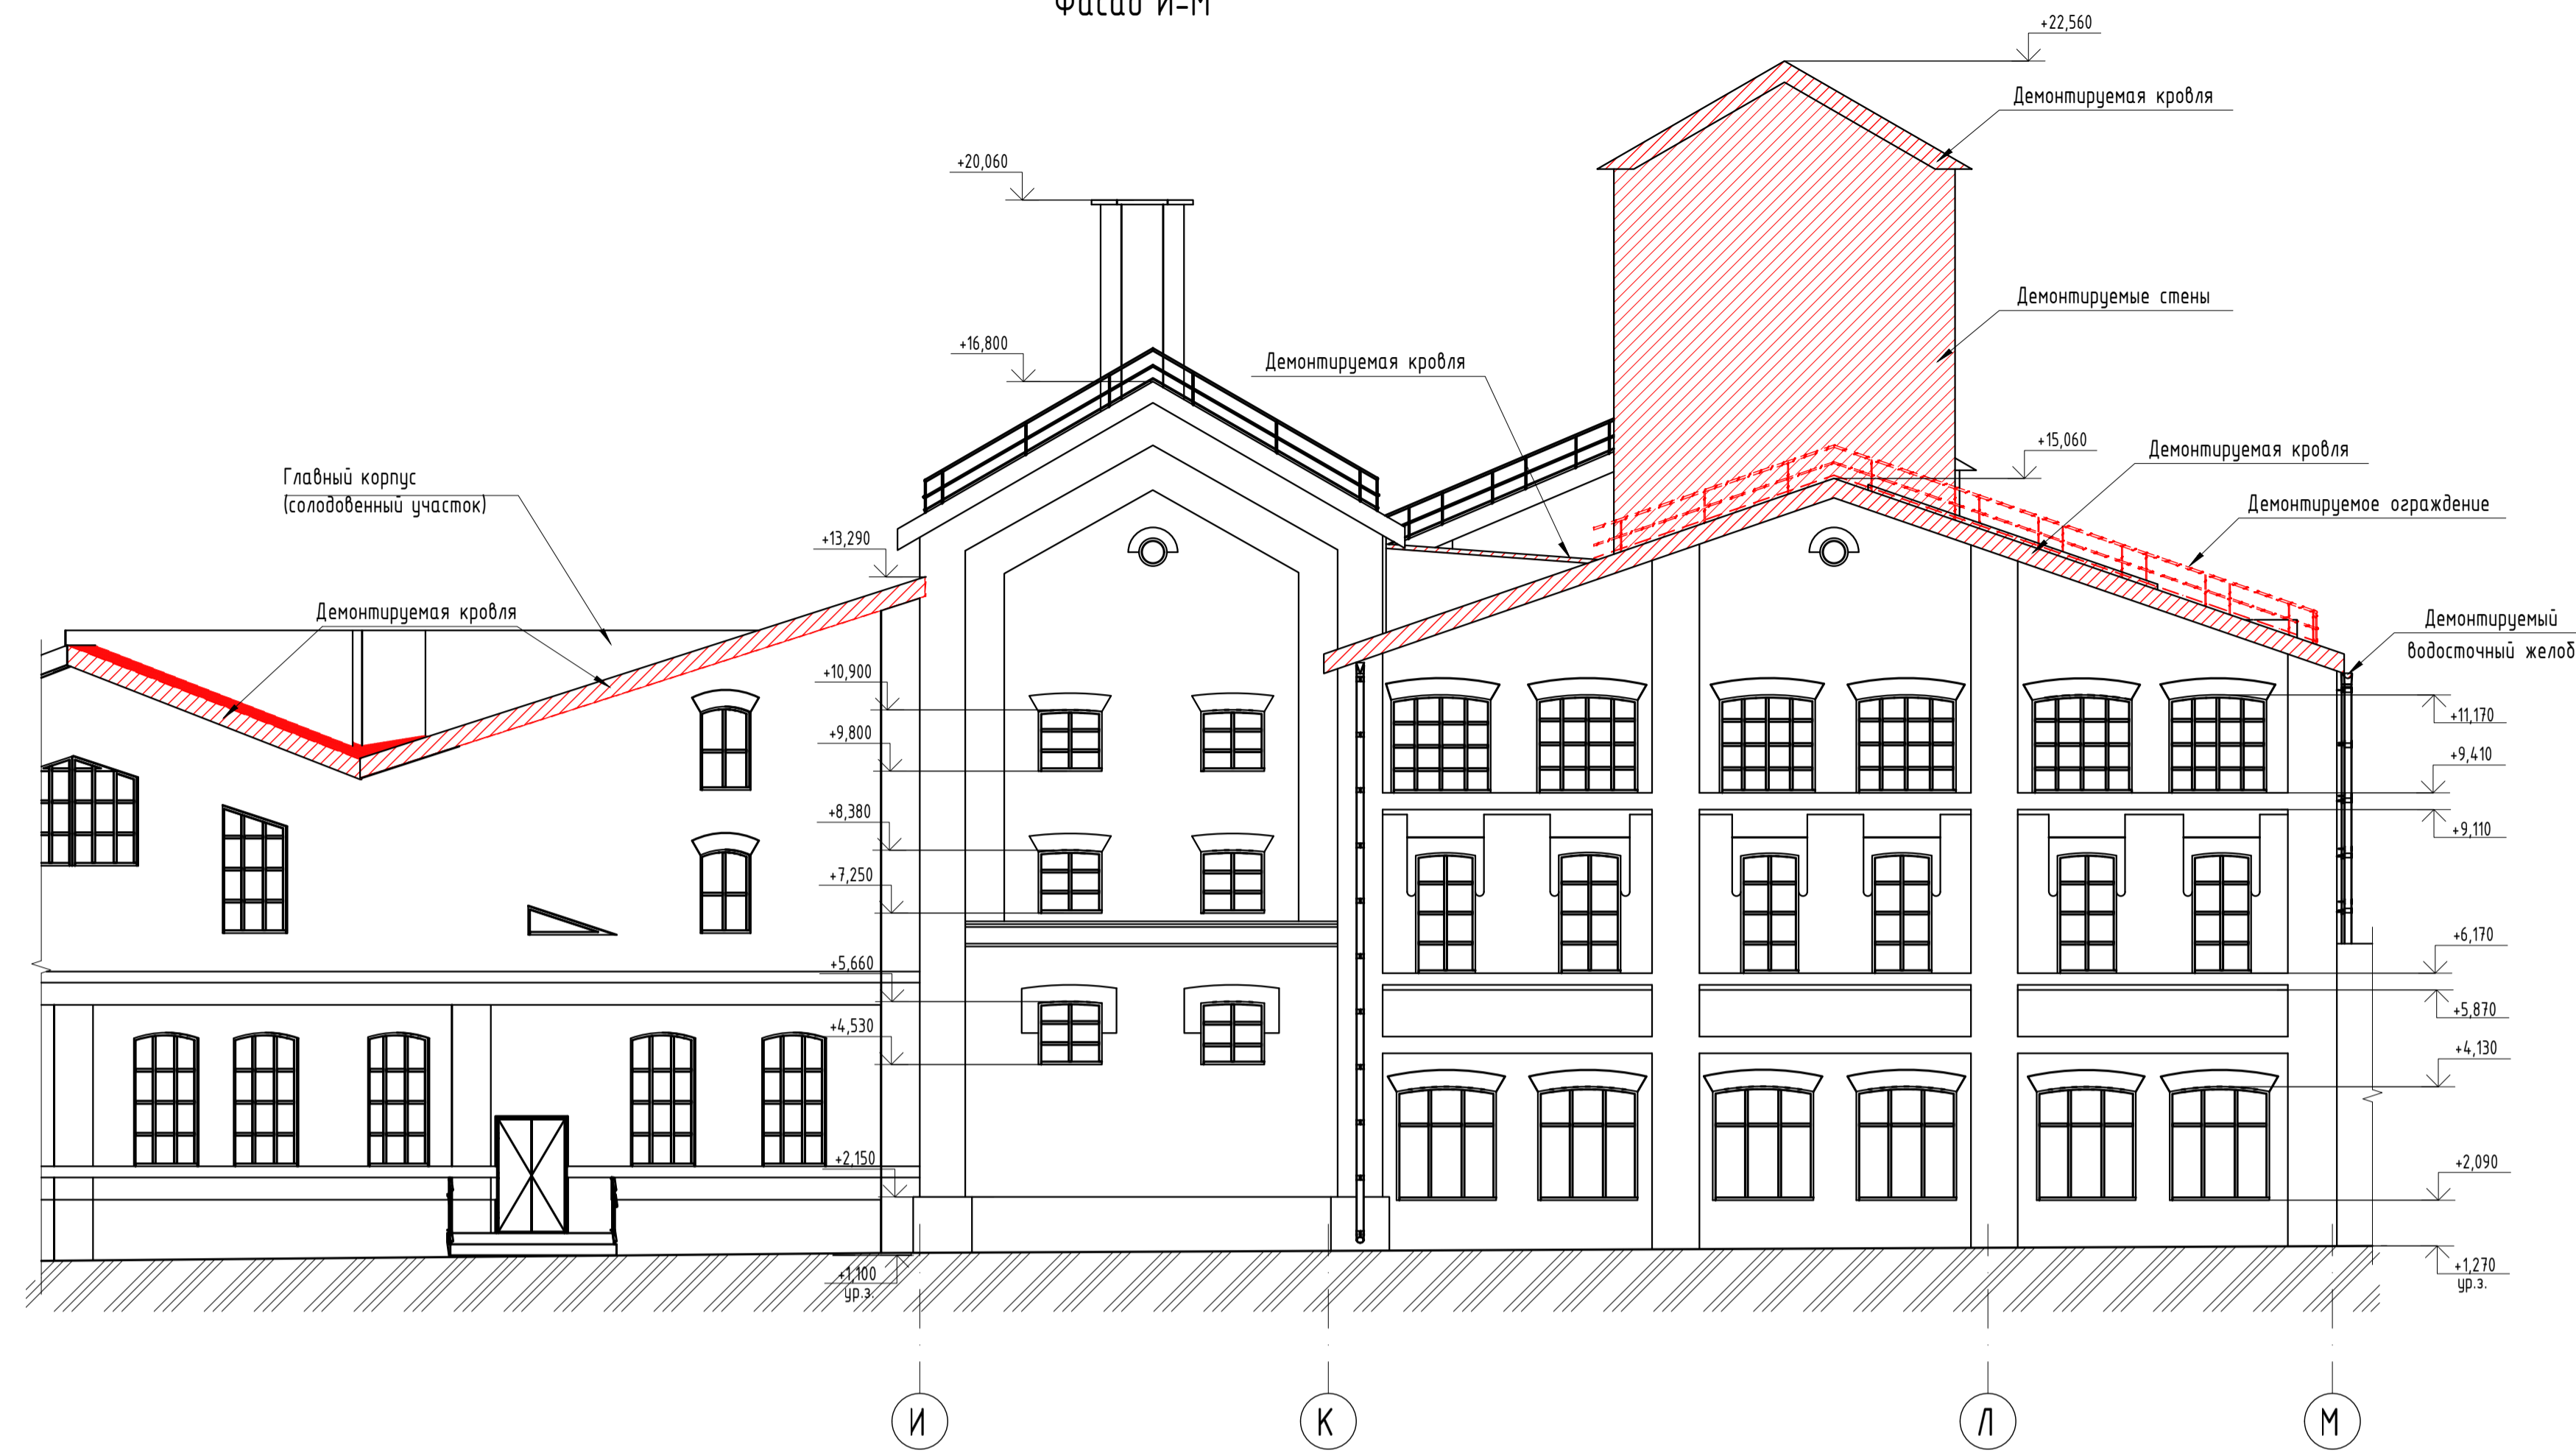 Фасад И-М
+22,560
Демонтируемая кровля
+20,060
Демонтируемые стены
+16,800
Демонтируемая кровля
+15,060
Демонтируемая кровля
Главный корпус
(солодовенный участок)
Демонтируемое ограждение
+13,290
Демонтируемая кровля
Демонтируемый
водосточный желоб
+10,900
+11,170
+9,800
+9,410
+8,380
+9,110
+7,250
+6,170
+5,660
+5,870
+4,530
+4,130
+2,150
+2,090
+1,100
ур.з.
+1,270
ур.з.
И
К
Л
М